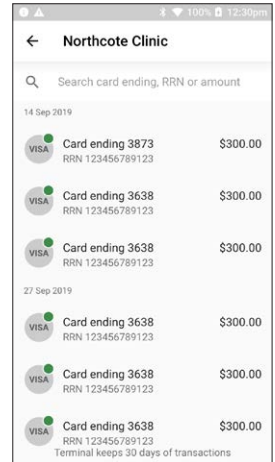 100% 12:30pm
Northcote Clinic
Search card ending, RRN or amount
14 Sep 2019
VISA Card ending 3873 $300.00
RRN 123456789123
VISA Card ending 3638 $300.00
RRN 123456789123
VISA Card ending 3638 $300.00
RRN 123456789123
27 Sep 2019
VISA Card ending 3638 $300.00
RRN 123456789123
VISA Card ending 3638 $300.00
RRN 123456789123
VISA Card ending 3638 $300.00
RRN 123456789123
Terminal keeps 30 days of transactions